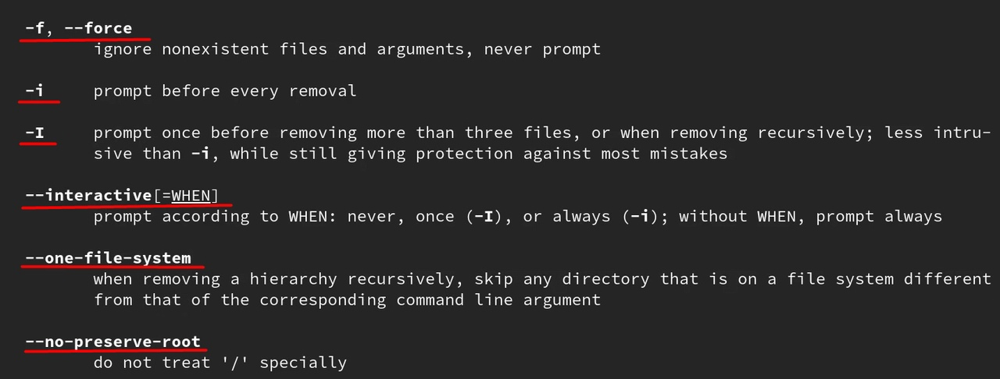 -f, --force
ignore nonexistent files and arguments, never prompt
-i prompt before every removal
-I prompt once before removing more than three files, or when removing recursively; less intru-
sive than -i, while still giving protection against most mistakes
--interactive[=WHEN]
prompt according to WHEN: never, once (-I), or always (-i); without WHEN, prompt always
--one-file-system
when removing a hierarchy recursively, skip any directory that is on a file system different
from that of the corresponding command line argument
--no-preserve-root
do not treat '/' specially